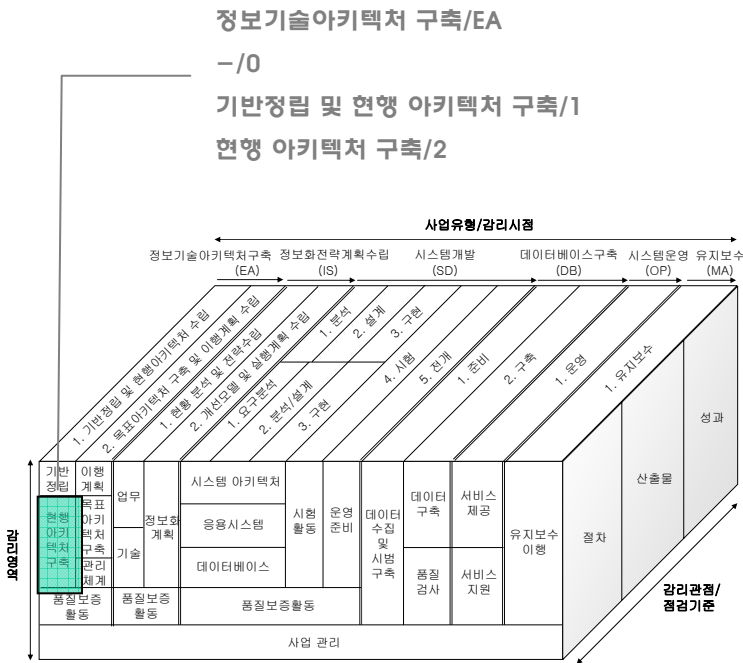 정보기술아키텍처 구축/EA
–/0
기반정립 및 현행 아키텍처 구축/1
현행 아키텍처 구축/2
사업유형/감리시점
정보기술아키텍처구축
(EA)
정보화전략계획수립
(IS)
시스템개발
(SD)
데이터베이스구축
(DB)
시스템운영
(OP)
유지보수
(MA)
1. 기반정립 및 현행아키텍처 수립
2. 목표아키텍처 구축 및 이행계획 수립
1. 현황 분석 및 전략수립
2. 개선모델 및 실행계획 수립
1. 분석
2. 설계
3. 구현
1. 요구분석
2. 분석/설계
3. 구현
4. 시험
5. 전개
1. 준비
2. 구축
1. 운영
1. 유지보수
감리영역
기반
정립
현행
아키
텍처
구축
이행
계획
목표
아키
텍처
구축
관리
체계
품질보증
활동
업무
기술
정보화
계획
품질보증
활동
시스템 아키텍처
응용시스템
데이터베이스
시험
활동
운영
준비
품질보증활동
데이터
수집
및
시범
구축
데이터
구축
품질
검사
서비스
제공
서비스
지원
유지보수
이행
사업 관리
절차
산출물
성과
감리관점/
점검기준